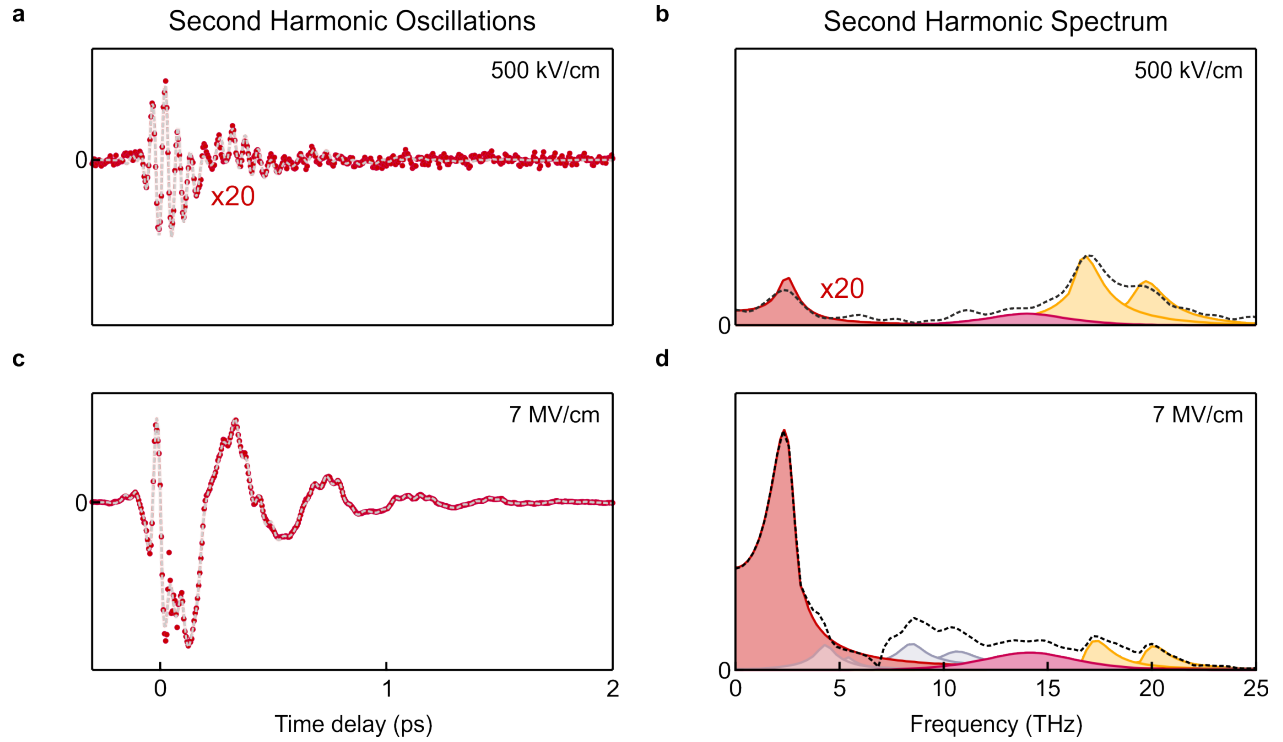 a
Second Harmonic Oscillations
500 kV/cm
0
x20
b
Second Harmonic Spectrum
500 kV/cm
x20
0
c
7 MV/cm
0
0
1
2
Time delay (ps)
d
7 MV/cm
0
0
5
10
15
20
25
Frequency (THz)